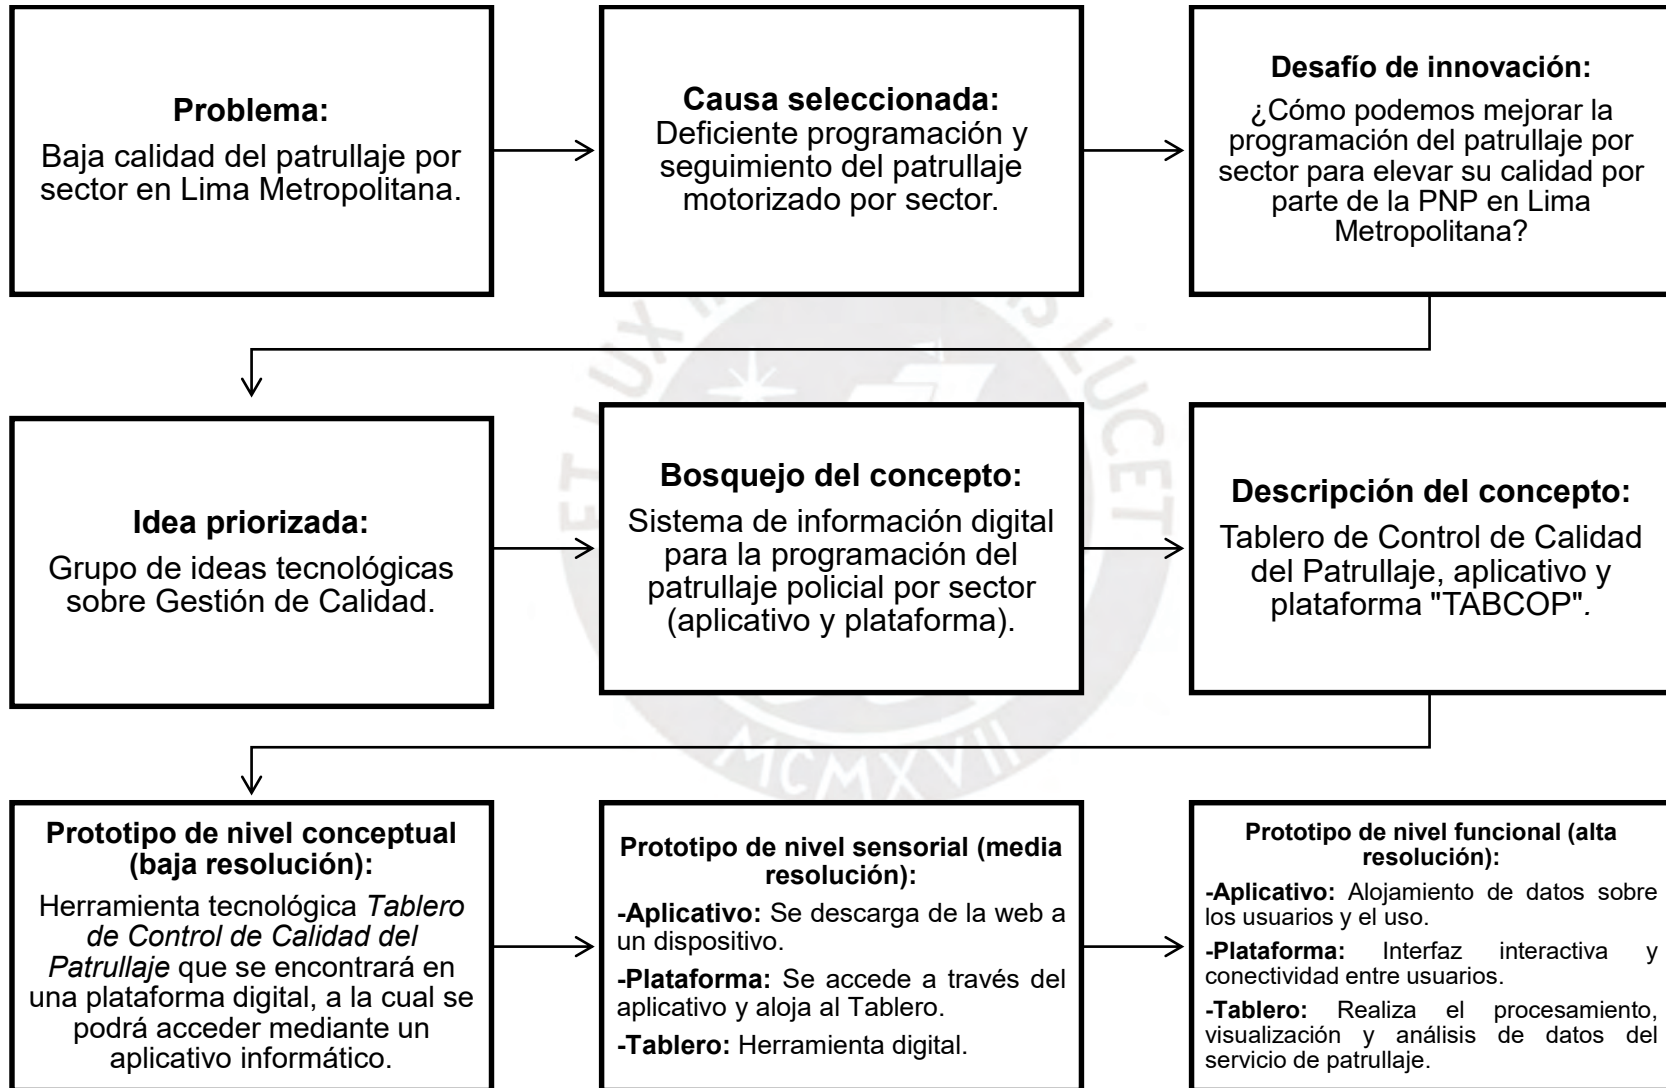 Problema:
Baja calidad del patrullaje por
sector en Lima Metropolitana.
Causa seleccionada:
Deficiente programación y
seguimiento del patrullaje
motorizado por sector.
Desafío de innovación:
¿Cómo podemos mejorar la
programación del patrullaje por
sector para elevar su calidad por
parte de la PNP en Lima
Metropolitana?
Idea priorizada:
Grupo de ideas tecnológicas
sobre Gestión de Calidad.
Bosquejo del concepto:
Sistema de información digital
para la programación del
patrullaje policial por sector
(aplicativo y plataforma).
Descripción del concepto:
Tablero de Control de Calidad
del Patrullaje, aplicativo y
plataforma "TABCOP".
Prototipo de nivel conceptual
(baja resolución):
Herramienta tecnológica Tablero
de Control de Calidad del
Patrullaje que se encontrará en
una plataforma digital, a la cual se
podrá acceder mediante un
aplicativo informático.
Prototipo de nivel sensorial (media
resolución):
-Aplicativo: Se descarga de la web a
un dispositivo.
-Plataforma: Se accede a través del
aplicativo y aloja al Tablero.
-Tablero: Herramienta digital.
Prototipo de nivel funcional (alta
resolución):
-Aplicativo: Alojamiento de datos sobre
los usuarios y el uso.
-Plataforma: Interfaz interactiva y
conectividad entre usuarios.
-Tablero: Realiza el procesamiento,
visualización y análisis de datos del
servicio de patrullaje.
ET LUX IN
IS LUCET
MCMXVII